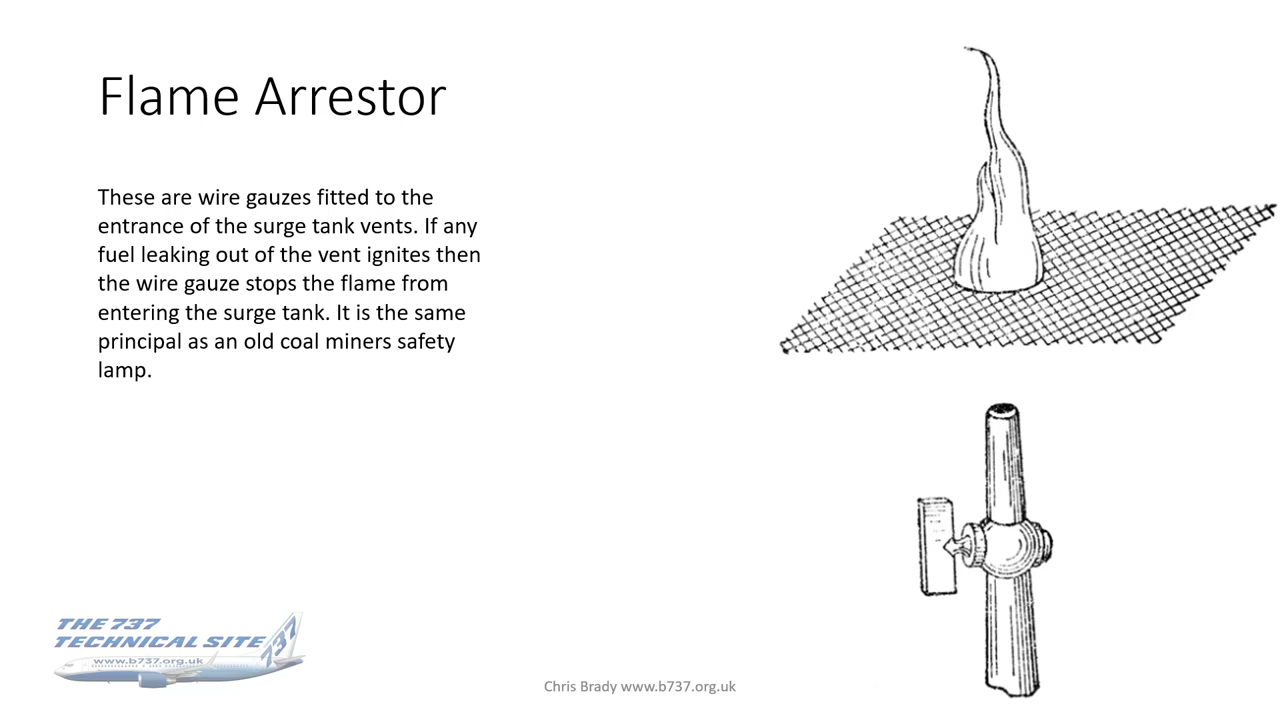 Flame Arrestor
These are wire gauzes fitted to the
entrance of the surge tank vents. If any
fuel leaking out of the vent ignites then
the wire gauze stops the flame from
entering the surge tank. It is the same
principal as an old coal miners safety
lamp.
THE 737
TECHNICAL SITE
737
www.b737.org.uk
Chris Brady www.b737.org.uk